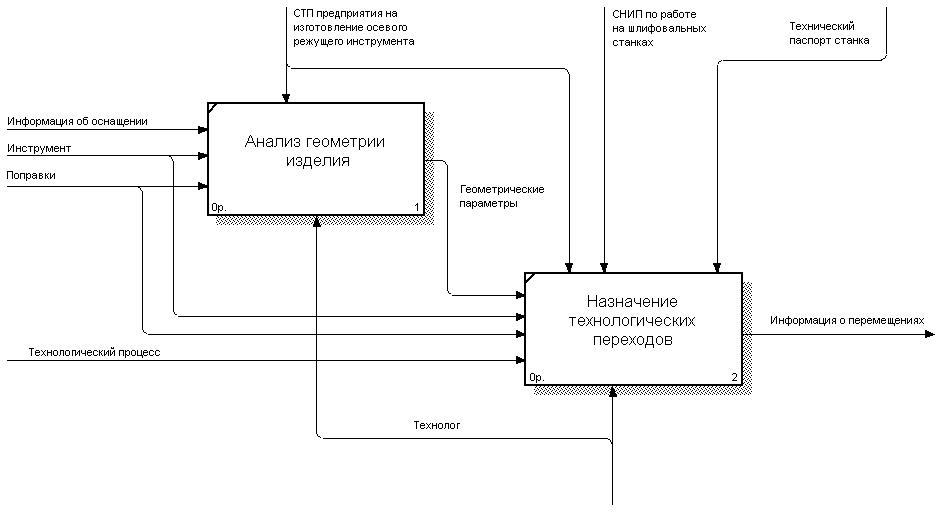 СТП предприятия на
изготовление осевого
режущего инструмента
СНИП по работе
на шлифовальных
станках
Технический
паспорт станка
Информация об оснащении
Инструмент
Поправки
Анализ геометрии
изделия
0р.
1
Геометрические
параметры
Назначение
технологических
переходов
0р.
2
Информация о перемещениях
Технологический процесс
Технолог